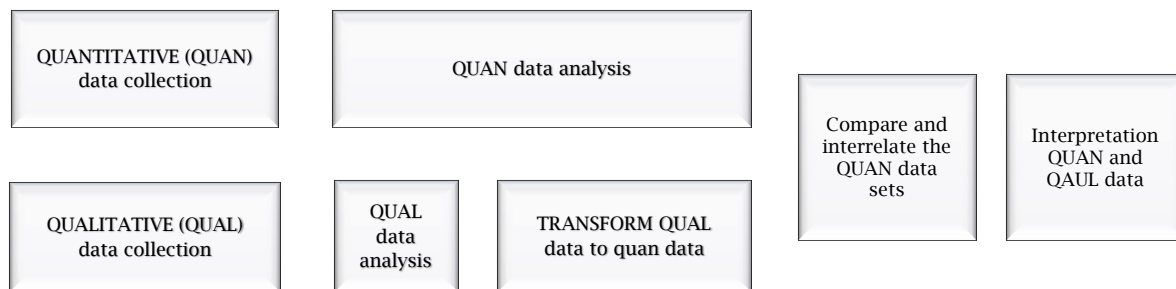 QUANTITATIVE (QUAN)
data collection
QUAN data analysis
Compare and
interrelate the
QUAN data
sets
Interpretation
QUAN and
QAUL data
QUALITATIVE (QUAL)
data collection
QUAL
data
analysis
TRANSFORM QUAL
data to quan data